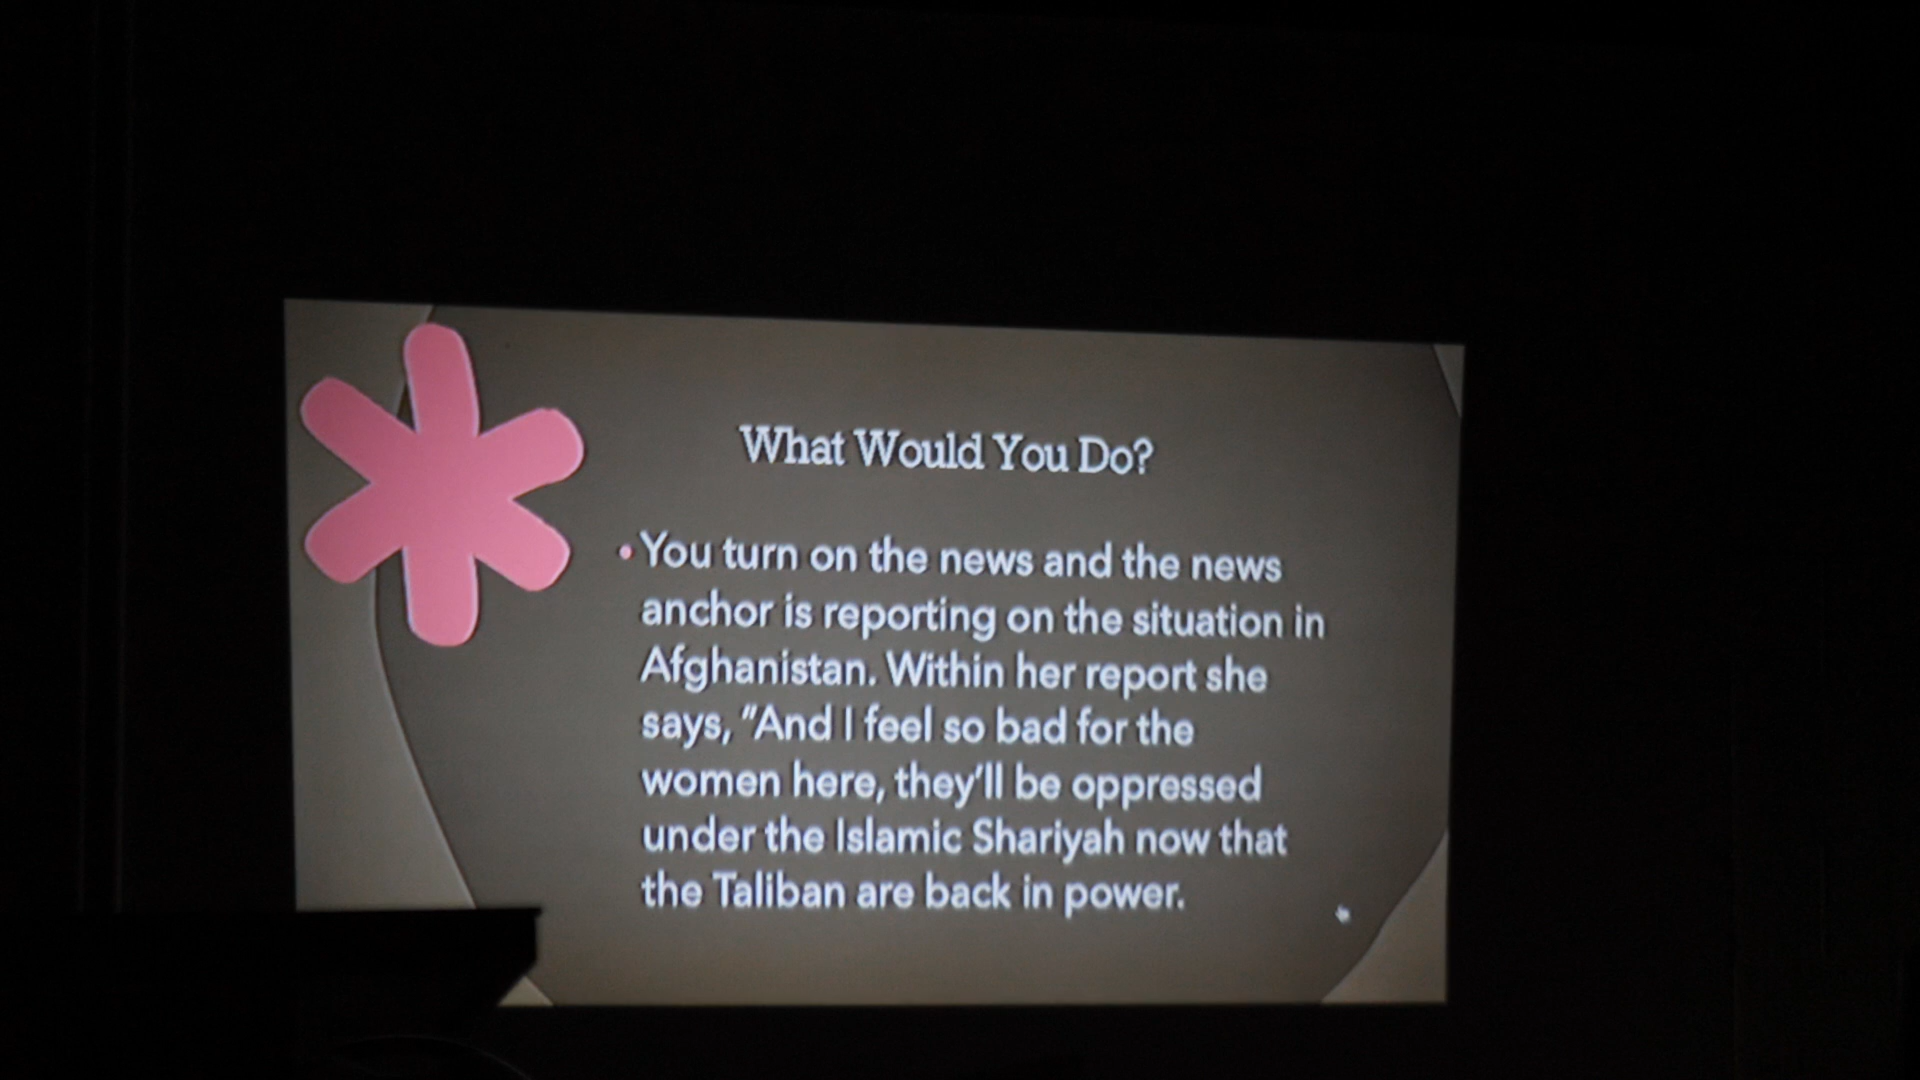 What Would You Do?
• You turn on the news and the news
anchor is reporting on the situation in
Afghanistan. Within her report she
says, "And I feel so bad for the
women here, they'll be oppressed
under the Islamic Shariyah now that
the Taliban are back in power.